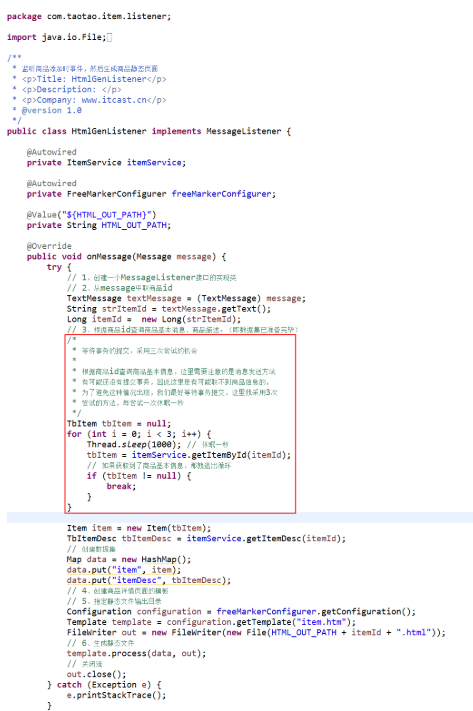 package com.taotao.item.listener;
import java.io.File;
/**
* 监听商品添加时事件，然后生成商品静态页面
* <p>Title: HtmlGenListener</p>
* <p>Description: </p>
* <p>Company: www.itcast.cn</p>
* @version 1.0
*/
public class HtmlGenListener implements MessageListener {
@Autowired
private ItemService itemService;
@Autowired
private FreeMarkerConfigurer freeMarkerConfigurer;
@Value("${HTML_OUT_PATH}")
private String HTML_OUT_PATH;
@Override
public void onMessage(Message message) {
try {
// 1、创建一个MessageListener接口的实现类
// 2、从message中取商品id
TextMessage textMessage = (TextMessage) message;
String strItemId = textMessage.getText();
Long itemId = new Long(strItemId);
// 3、根据商品id查询商品基本信息、商品描述。（即数据集已准备完毕）
/*
* 等待事务的提交，采用三次尝试的机会
*
* 根据商品id查询商品基本信息，这里需要注意的是消息发送方法
* 有可能还没有提交事务，因此这里是有可能取不到商品信息的，
* 为了避免这种情况出现，我们最好等待事务提交，这里我采用3次
* 尝试的方法，每尝试一次休眠一秒
*/
TbItem tbItem = null;
for (int i = 0; i < 3; i++) {
Thread.sleep(1000); // 休眠一秒
tbItem = itemService.getItemById(itemId);
// 如果获取到了商品基本信息，那就退出循环
if (tbItem != null) {
break;
}
}
Item item = new Item(tbItem);
TbItemDesc tbItemDesc = itemService.getItemDesc(itemId);
// 创建数据集
Map data = new HashMap();
data.put("item", item);
data.put("itemDesc", tbItemDesc);
// 4、创建商品详情页面的模板
// 5、指定静态文件输出目录
Configuration configuration = freeMarkerConfigurer.getConfiguration();
Template template = configuration.getTemplate("item.htm");
FileWriter out = new FileWriter(new File(HTML_OUT_PATH + itemId + ".html"));
// 6、生成静态文件
template.process(data, out);
// 关闭流
out.close();
} catch (Exception e) {
e.printStackTrace();
}